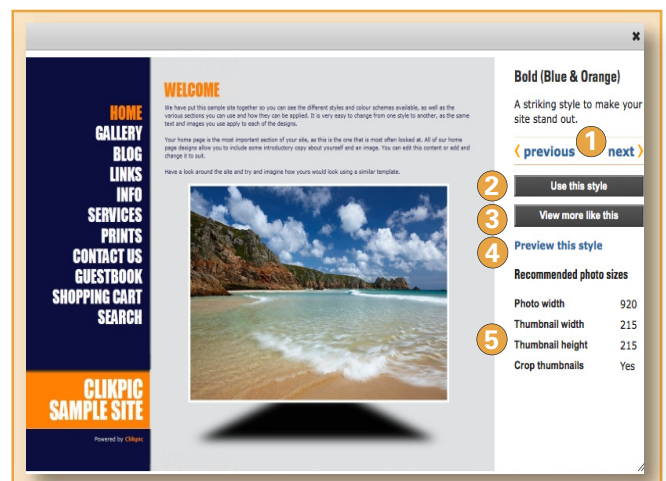 ×
HOME
GALLERY
BLOG
LINKS
INFO
SERVICES
PRINTS
CONTACT US
GUESTBOOK
SHOPPING CART
SEARCH
CLIKPIC
SAMPLE SITE
Powered by Clikpic
WELCOME
We have put this sample site together so you can see the different styles and colour schemes available, as well as the
various sections you can use and how they can be applied. It is very easy to change from one style to another, as the same
text and images you use apply to each of the designs.
Your home page is the most important section of your site, as this is the one that is most often looked at. All of our home
page designs allow you to include some introductory copy about yourself and an image. You can edit this content or add and
change it to suit.
Have a look around the site and try and imagine how yours would look using a similar template.
Bold (Blue & Orange)
A striking style to make your
site stand out.
1
‹ previous next ›
2 Use this style
3 View more like this
4 Preview this style
Recommended photo sizes
Photo width 920
Thumbnail width 215
5
Thumbnail height 215
Crop thumbnails Yes